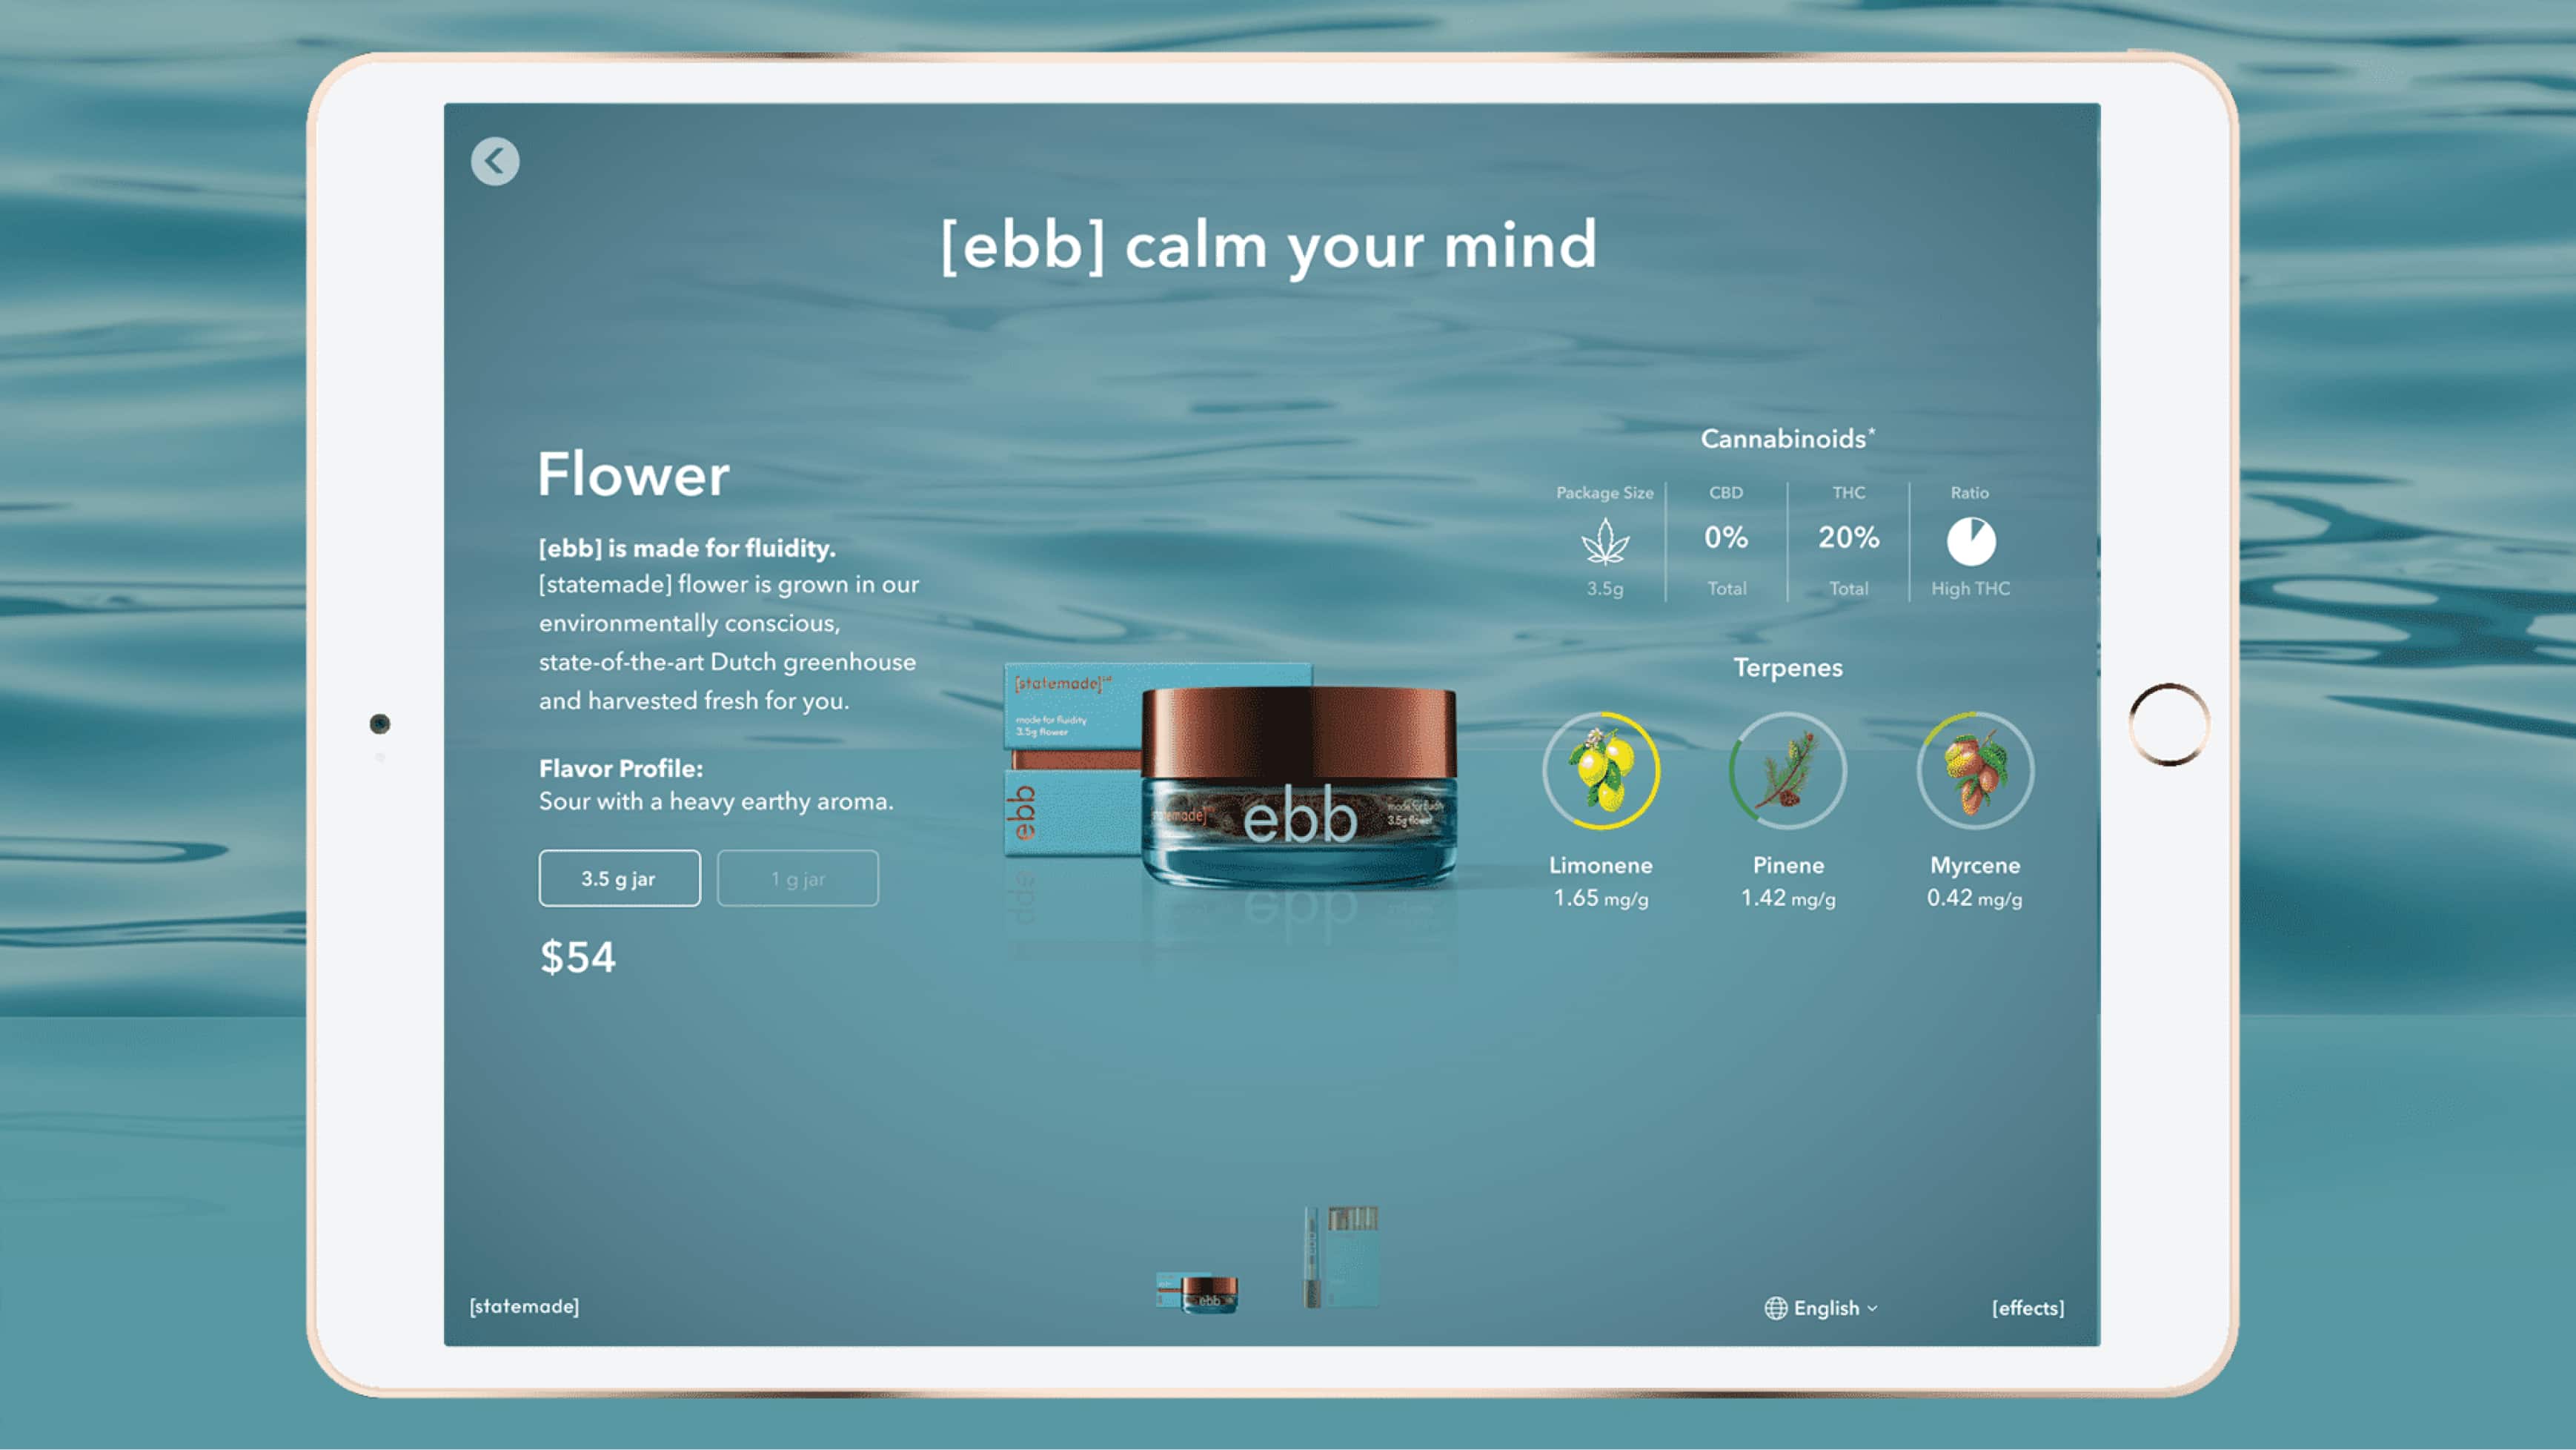 [ebb] calm your mind
Flower
[ebb] is made for fluidity.
[statemade] flower is grown in our
environmentally conscious,
state-of-the-art Dutch greenhouse
and harvested fresh for you.
Flavor Profile:
Sour with a heavy earthy aroma.
3.5 g jar
1 g jar
$54
[statemade]
mode for fluidity
3.5g flower
ebb
ebb
made for fluidity
3.5g flower
Cannabinoids*
Package Size
3.5g
CBD
0%
Total
THC
20%
Total
Ratio
High THC
Terpenes
Limonene
1.65 mg/g
Pinene
1.42 mg/g
Myrcene
0.42 mg/g
ebb
[statemade]
English
[effects]